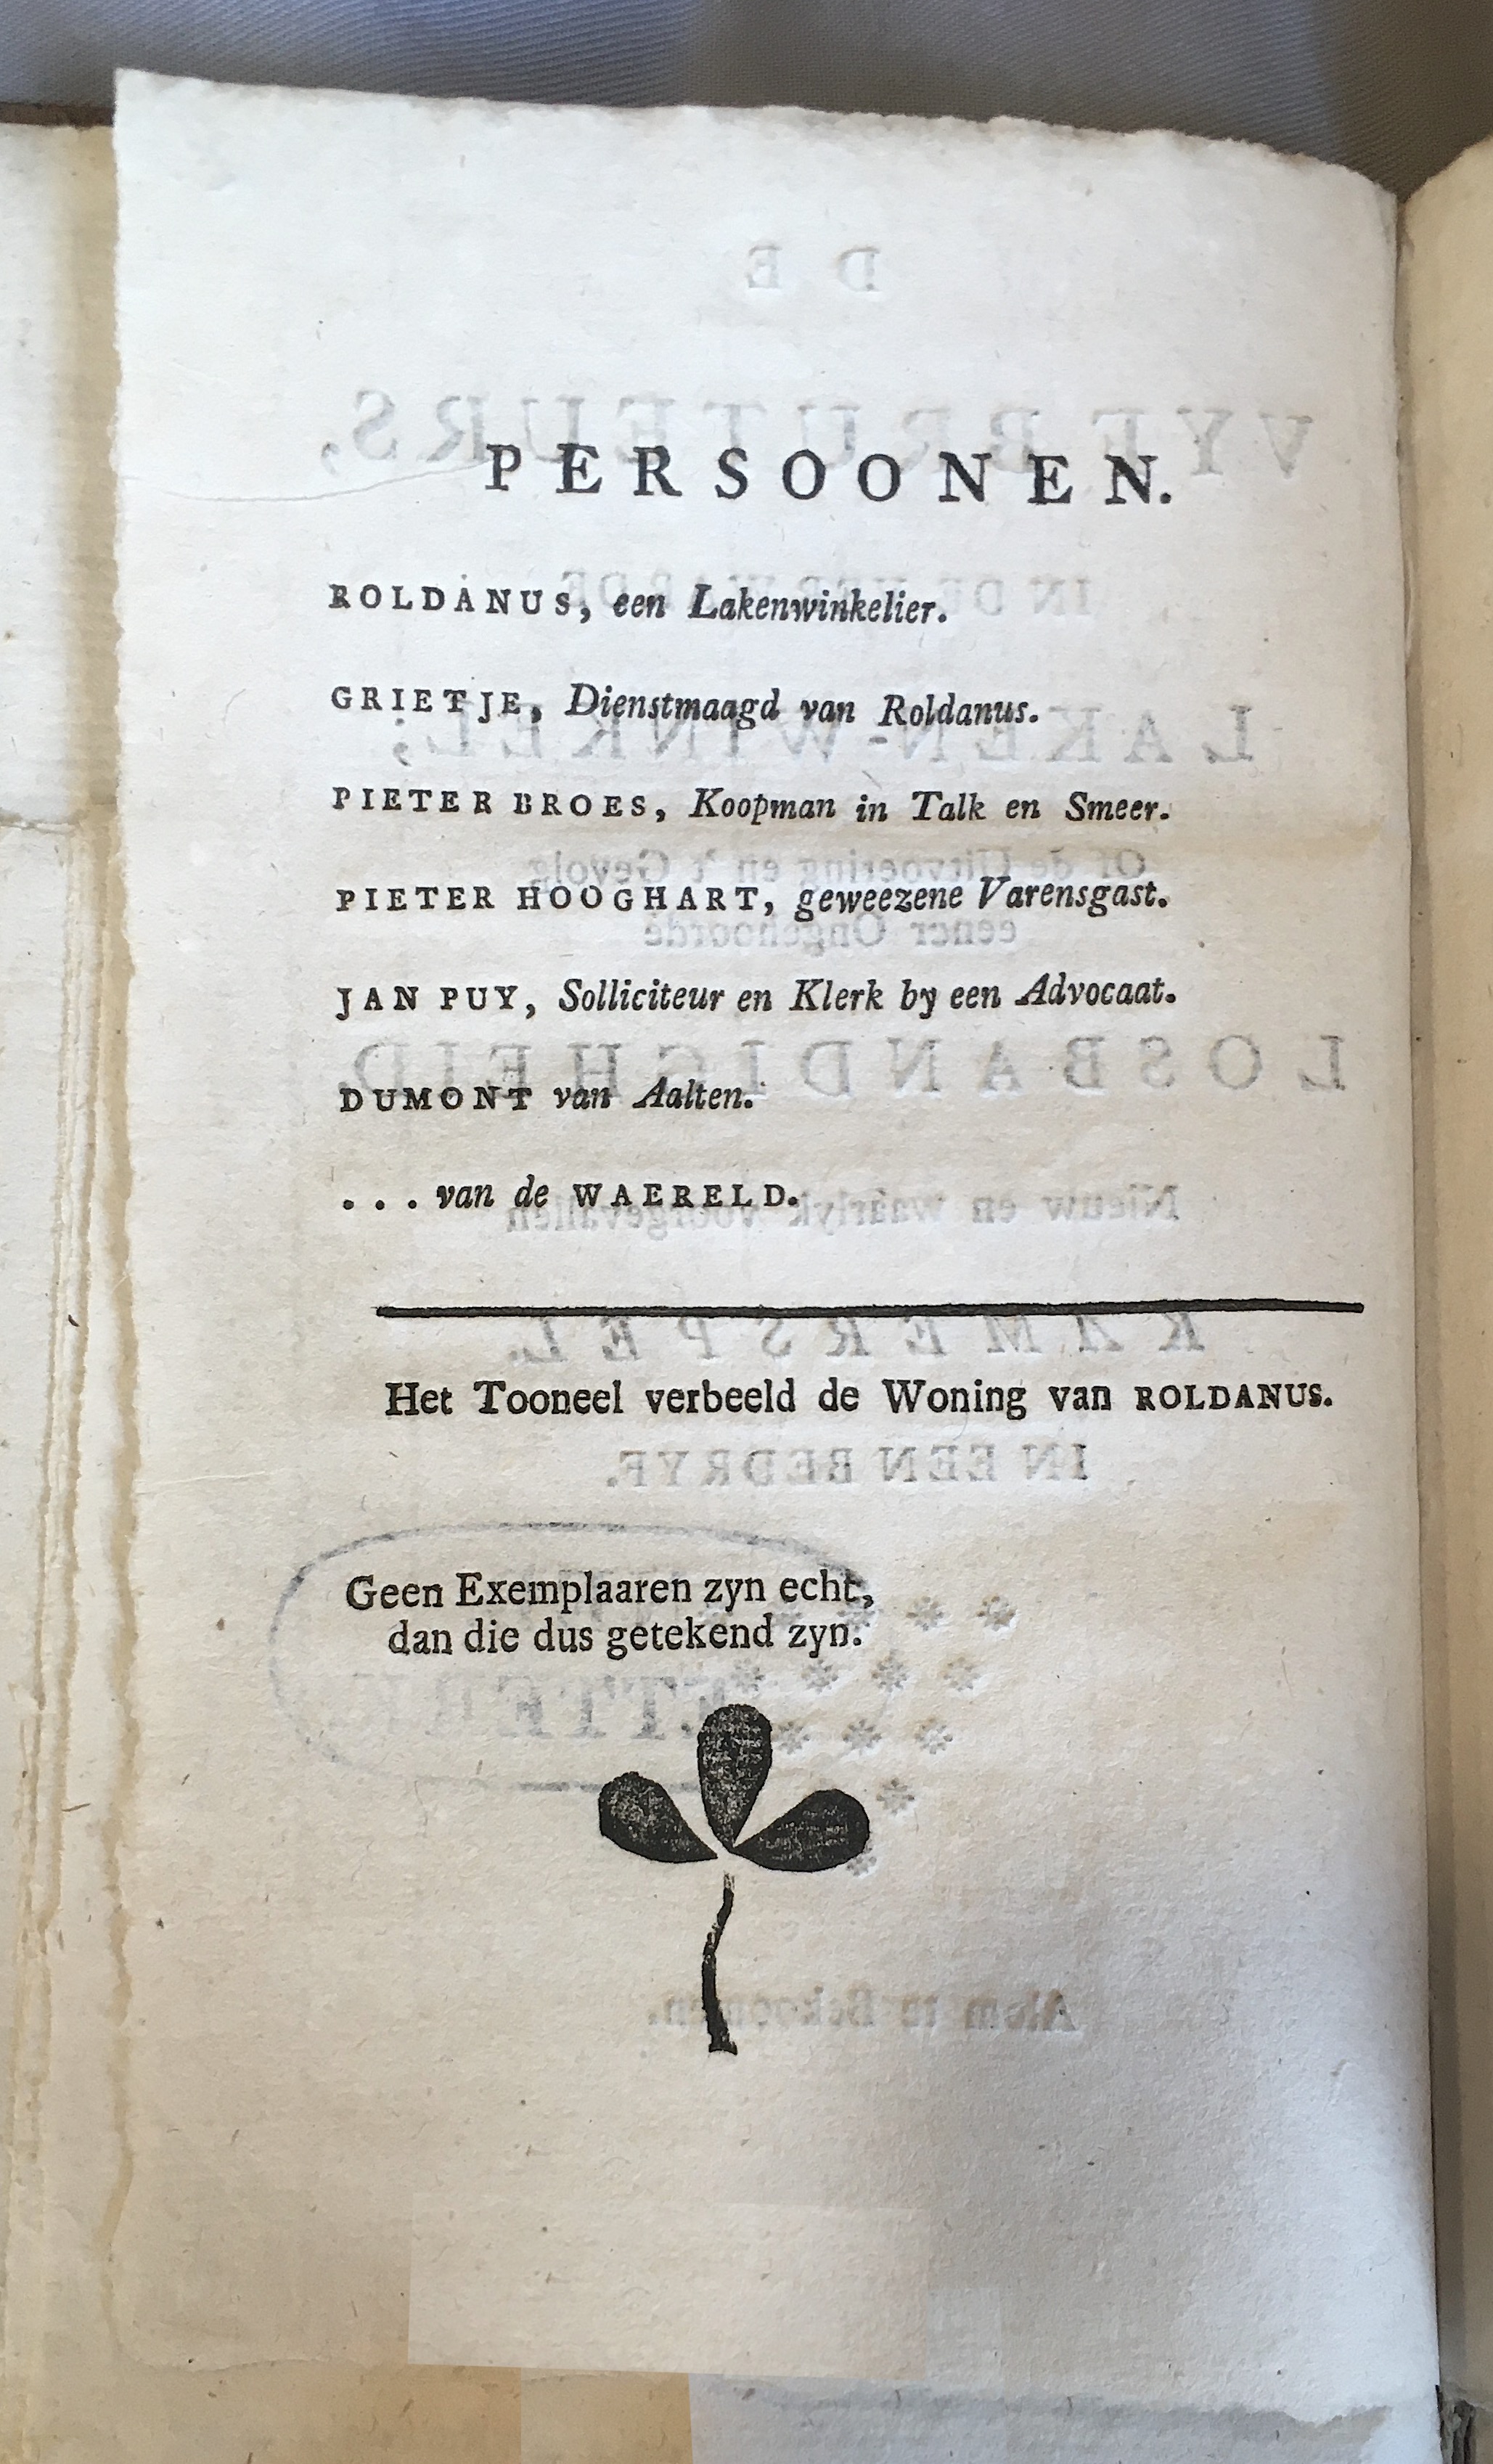 PERSOONEN.
ROLDANUS, een Lakenwinkelier.
GRIETJE, Dienstmaagd van Roldanus.
PIETER BROES, Koopman in Talk en Smeer.
PIETER HOOGHART, geweezene Varensgast.
JAN PUY, Solliciteur en Klerk by een Advocaat.
DUMONT van Aalten.
... van de WAERELD.
Het Tooneel verbeeld de Woning van ROLDANUS.
Geen Exemplaaren zyn echt,
dan die dus getekend zyn.